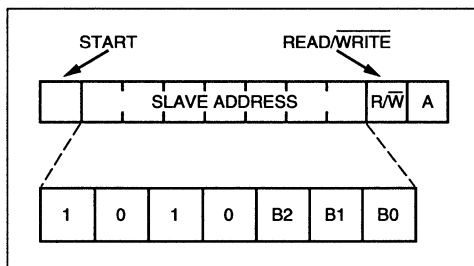 START READ/WRITE
SLAVE ADDRESS R/W A
1 0 1 0 B2 B1 B0